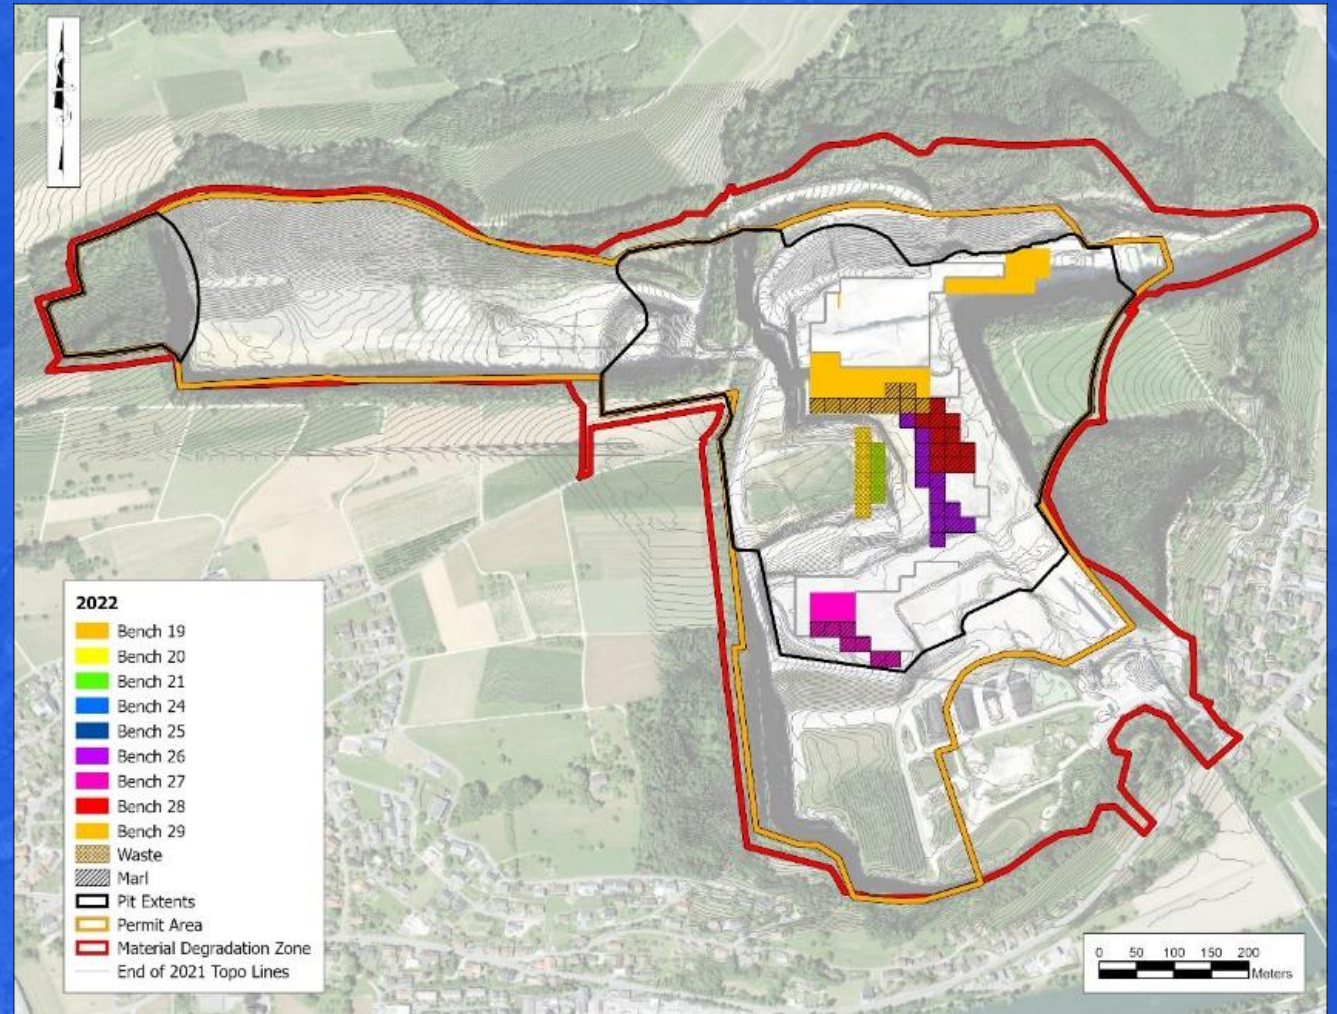 2022
Bench 19
Bench 20
Bench 21
Bench 24
Bench 25
Bench 26
Bench 27
Bench 28
Bench 29
Waste
Marl
Pit Extents
Permit Area
Material Degradation Zone
End of 2021 Topo Lines
0 50 100 150 200
Meters